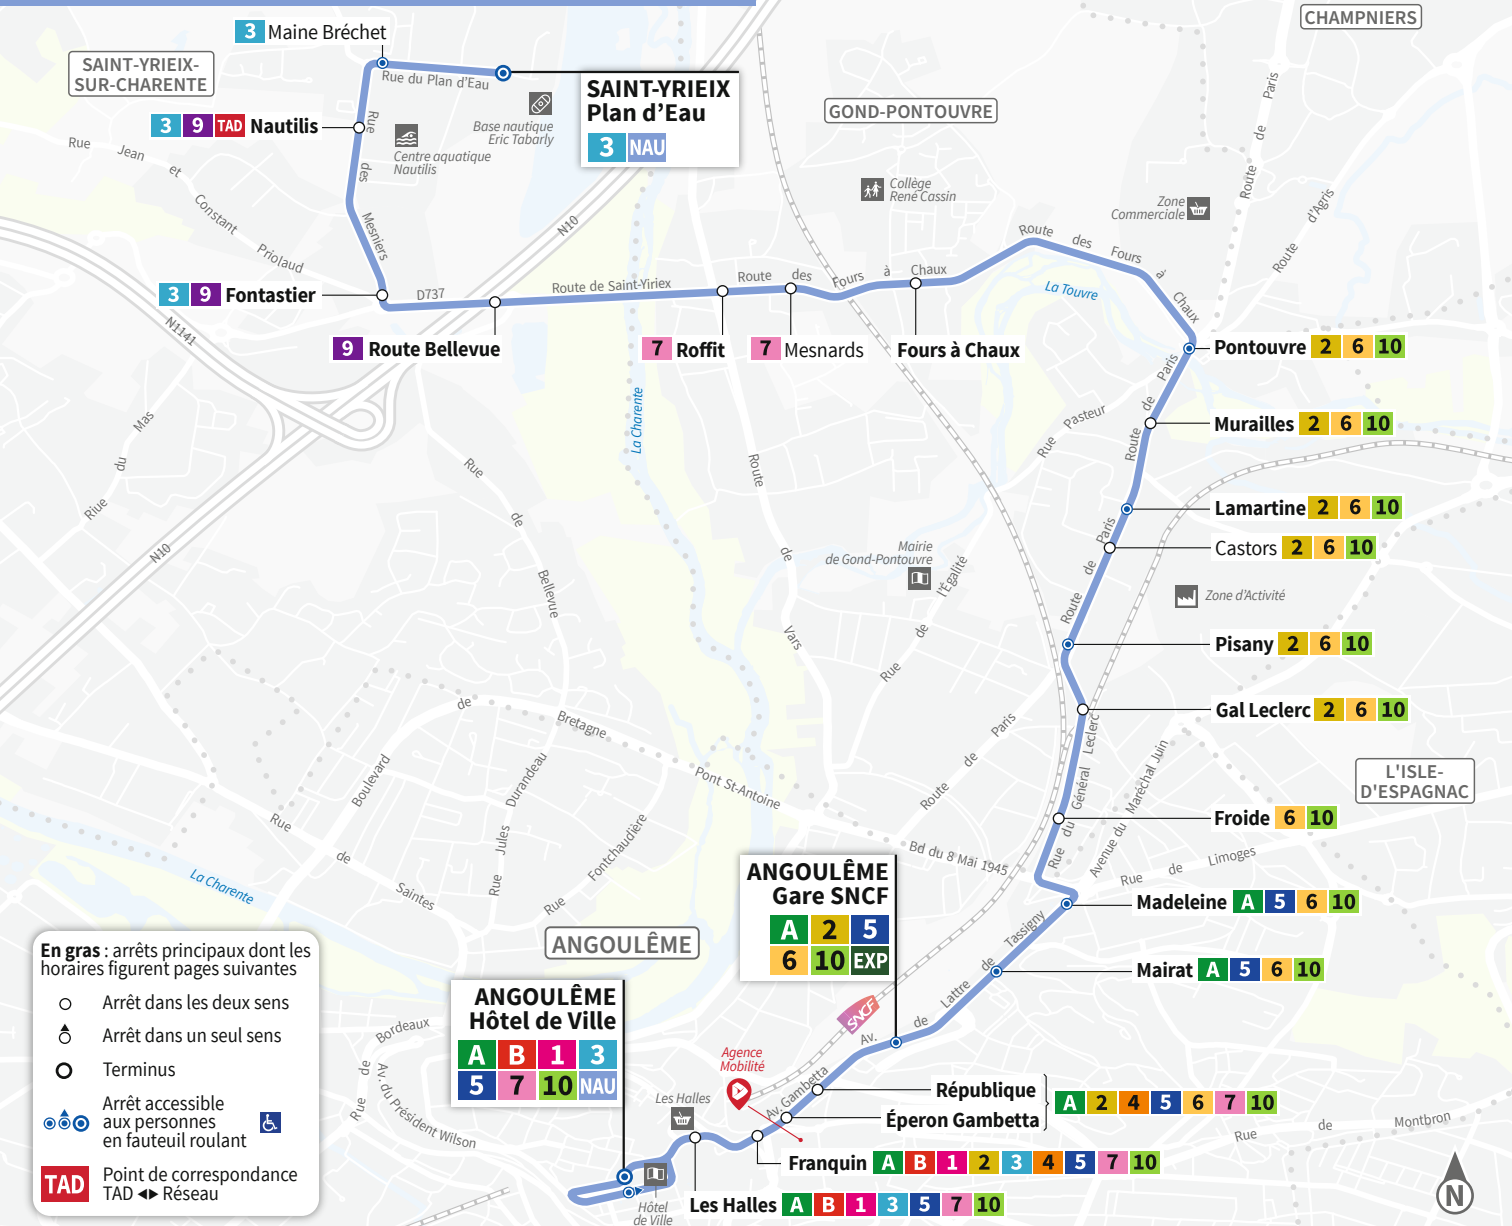 3 Maine Bréchet
CHAMPNIERS
SAINT-YRIEIX-
SUR-CHARENTE
Rue du Plan d'Eau
SAINT-YRIEIX
Plan d'Eau
3 NAU
GOND-PONTOUVRE
3 9 TAD Nautilis
Base nautique
Eric Tabarly
Centre aquatique
Nautilis
Rue des Mesniers
Rue Jean et Constant Priolaud
Collège
René Cassin
Zone
Commerciale
Route de Paris
Route d'Agris
N10
Route des Fours à Chaux
Route des Fours à Chaux
La Touvre
3 9 Fontastier
D737
Route de Saint-Yiriex
N1141
9 Route Bellevue
7 Roffit
7 Mesnards
Fours à Chaux
Pontouvre 2 6 10
Route de Paris
Rue Pasteur
Murailles 2 6 10
La Charente
Riue du Mas
Rue de Bellevue
Route de Vars
N10
Lamartine 2 6 10
Route de Paris
Castors 2 6 10
Mairie
de Gond-Pontouvre
Rue de l'Égalité
Zone d'Activité
Pisany 2 6 10
Gal Leclerc 2 6 10
Boulevard de Bretagne
Pont St-Antoine
Route de Paris
Rue du Général Leclerc
Avenue du Maréchal Juin
L'ISLE-
D'ESPAGNAC
Rue Jules Durandeau
Rue Fontchaudière
Rue de Saintes
Froide 6 10
Bd du 8 Mai 1945
Rue de Limoges
La Charente
ANGOULÊME
Gare SNCF
A 2 5
6 10 EXP
Madeleine A 5 6 10
ANGOULÊME
Av. de Lattre de Tassigny
Mairat A 5 6 10
En gras : arrêts principaux dont les
horaires figurent pages suivantes
Arrêt dans les deux sens
Arrêt dans un seul sens
Terminus
Arrêt accessible
aux personnes
en fauteuil roulant
TAD Point de correspondance
TAD ◄► Réseau
ANGOULÊME
Hôtel de Ville
A B 1 3
5 7 10 NAU
SNCF
Rue de Bordeaux
Av. du Président Wilson
Agence
Mobilité
Av. Gambetta
Les Halles
République
Éperon Gambetta
A 2 4 5 6 7 10
Rue de Montbron
Franquin A B 1 2 3 4 5 7 10
Les Halles A B 1 3 5 7 10
Hôtel
de Ville
N